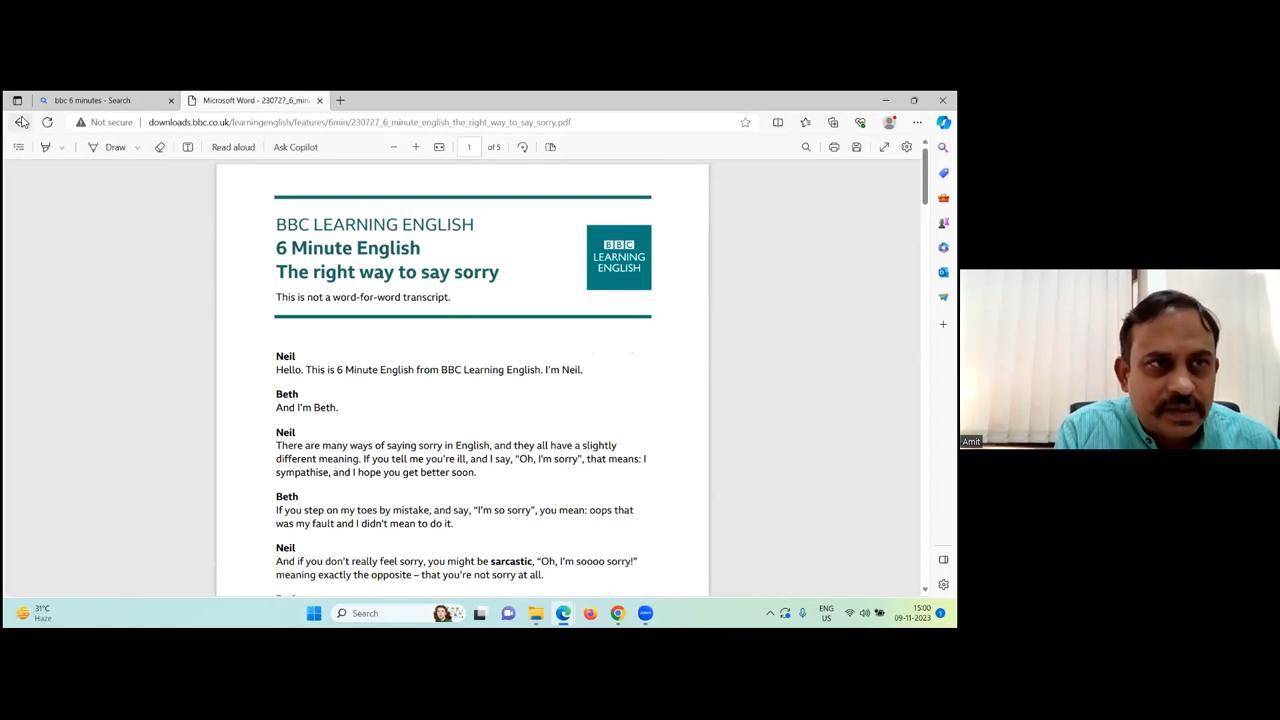 bbc 6 minutes - Search
Microsoft Word - 230727_6_min
Not secure
downloads.bbc.co.uk/learningenglish/features/6min/230727_6_minute_english_the_right_way_to_say_sorry.pdf
Draw
Read aloud
Ask Copilot
1 of 5
BBC LEARNING ENGLISH
6 Minute English
The right way to say sorry
This is not a word-for-word transcript.
BBC
LEARNING
ENGLISH
Neil
Hello. This is 6 Minute English from BBC Learning English. I'm Neil.
Beth
And I'm Beth.
Neil
There are many ways of saying sorry in English, and they all have a slightly
different meaning. If you tell me you're ill, and I say, “Oh, I'm sorry”, that means: I
sympathise, and I hope you get better soon.
Beth
If you step on my toes by mistake, and say, “I'm so sorry”, you mean: oops that
was my fault and I didn't mean to do it.
Neil
And if you don't really feel sorry, you might be sarcastic, “Oh, I'm soooo sorry!”
meaning exactly the opposite – that you're not sorry at all.
Amit
31°C
Haze
Search
ENG
US
15:00
09-11-2023
1